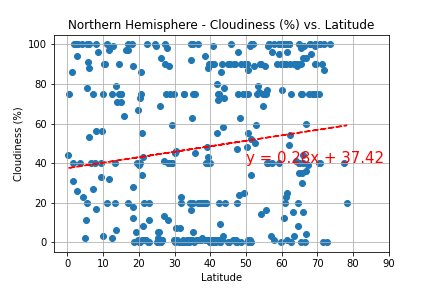 Northern Hemisphere - Cloudiness (%) vs. Latitude
100
80
60
40
20
0
Cloudiness (%)
y = 0.28x + 37.42
0 10 20 30 40 50 60 70 80 90
Latitude